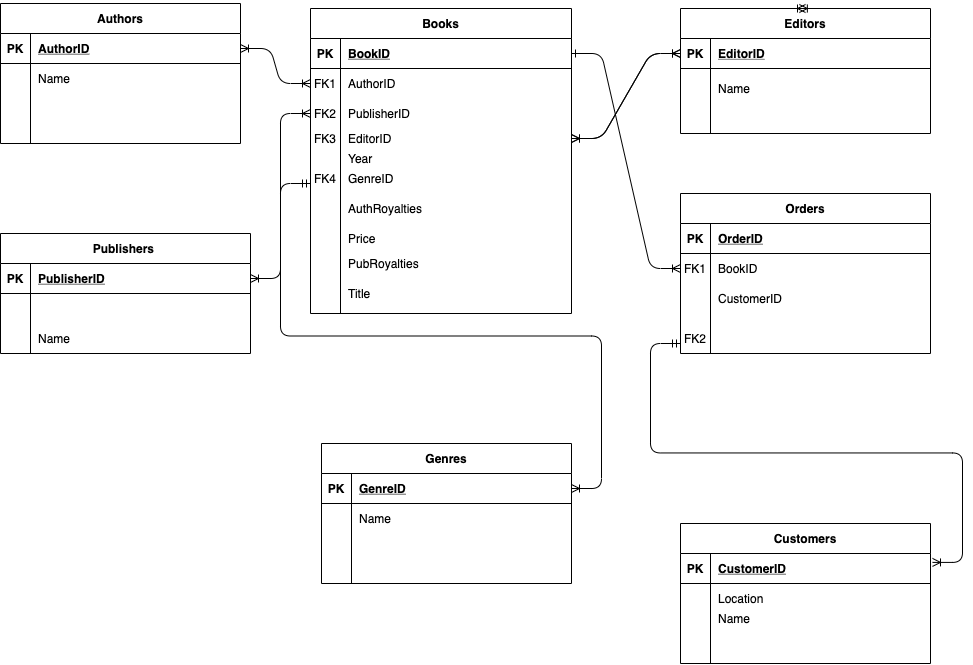 Authors
PK AuthorID
Name
Books
PK BookID
FK1 AuthorID
FK2 PublisherID
FK3 EditorID
Year
FK4 GenreID
AuthRoyalties
Price
PubRoyalties
Title
Editors
PK EditorID
Name
Publishers
PK PublisherID
Name
Orders
PK OrderID
FK1 BookID
CustomerID
FK2
Genres
PK GenreID
Name
Customers
PK CustomerID
Location
Name